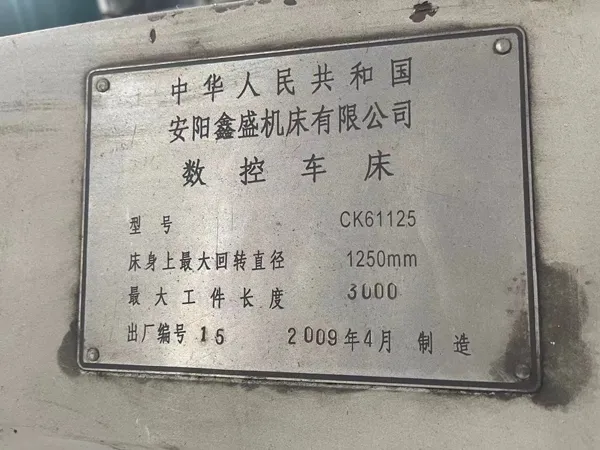 中华人民共和国
安阳鑫盛机床有限公司
数控车床
型号 CK61125
床身上最大回转直径 1250mm
最大工件长度 3000
出厂编号 15 2009年4月 制造